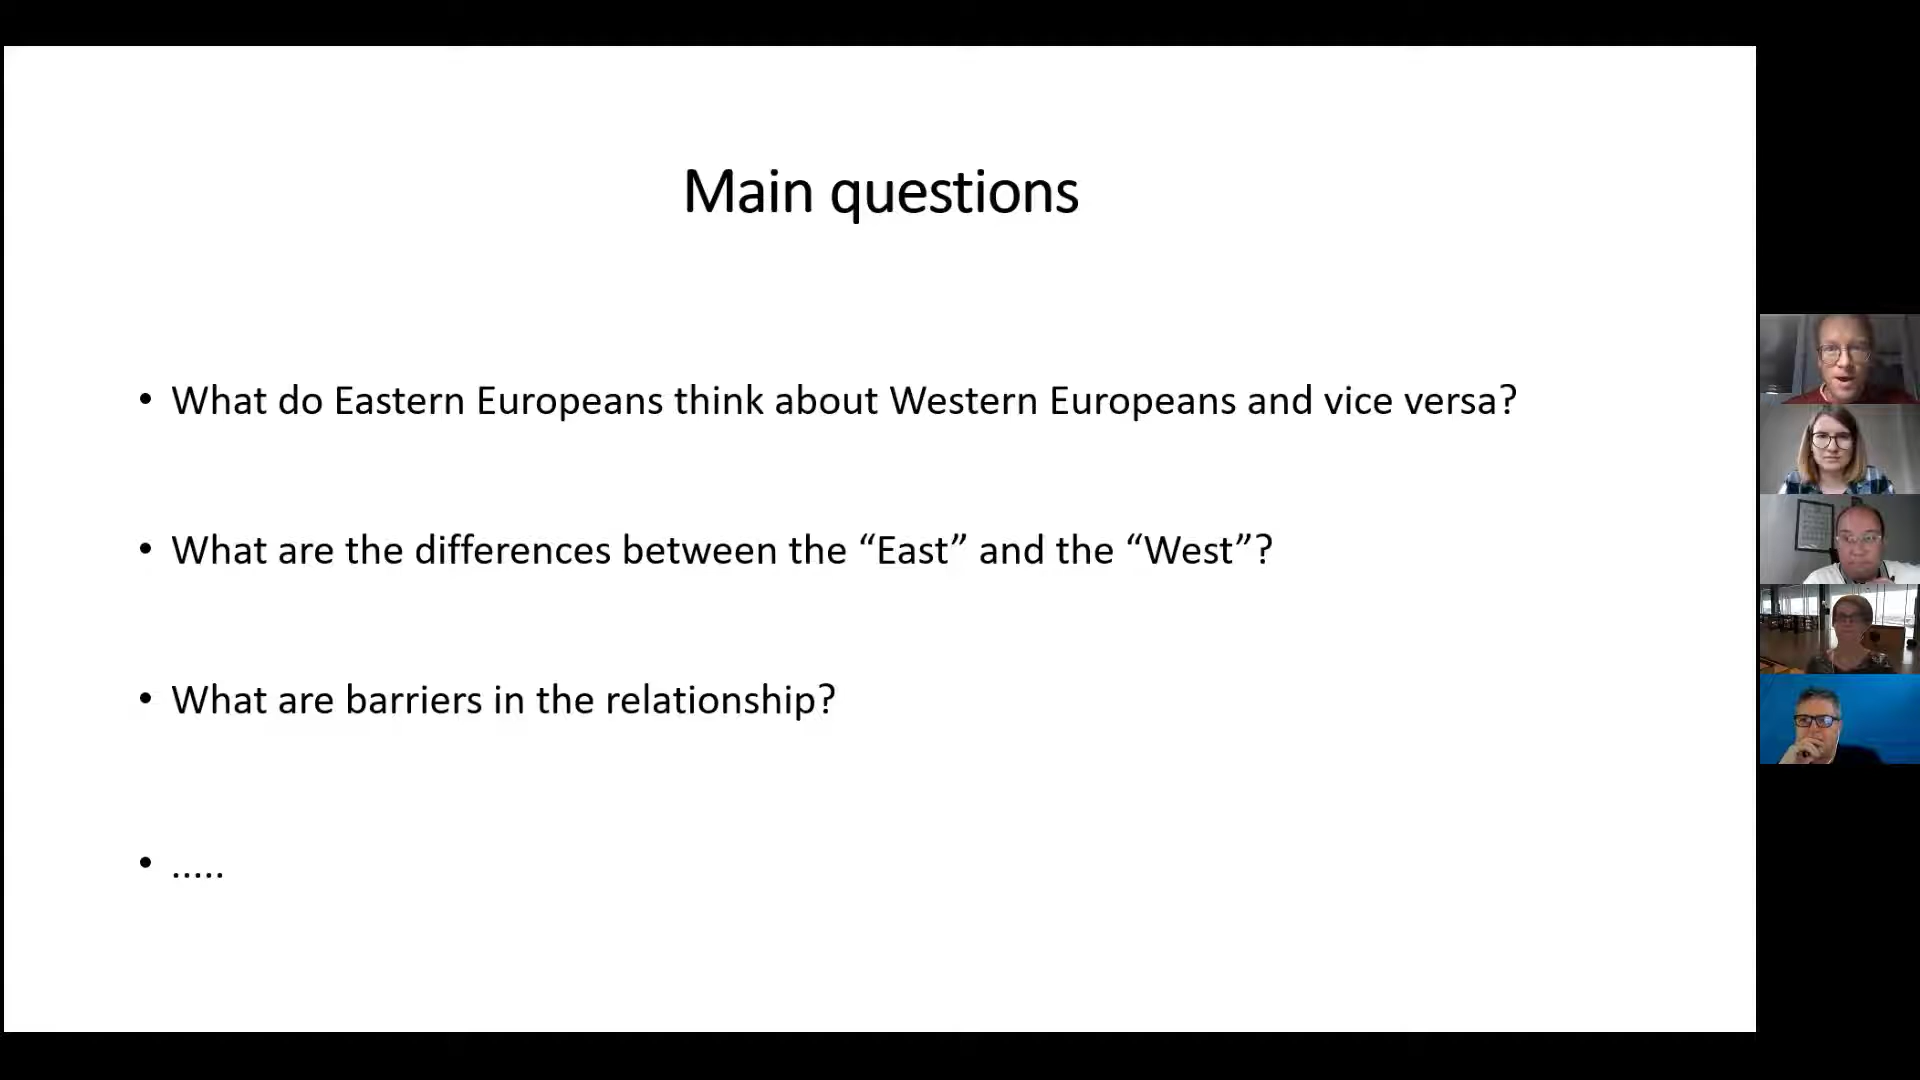 Main questions
• What do Eastern Europeans think about Western Europeans and vice versa?
• What are the differences between the “East” and the “West”?
• What are barriers in the relationship?
• .....